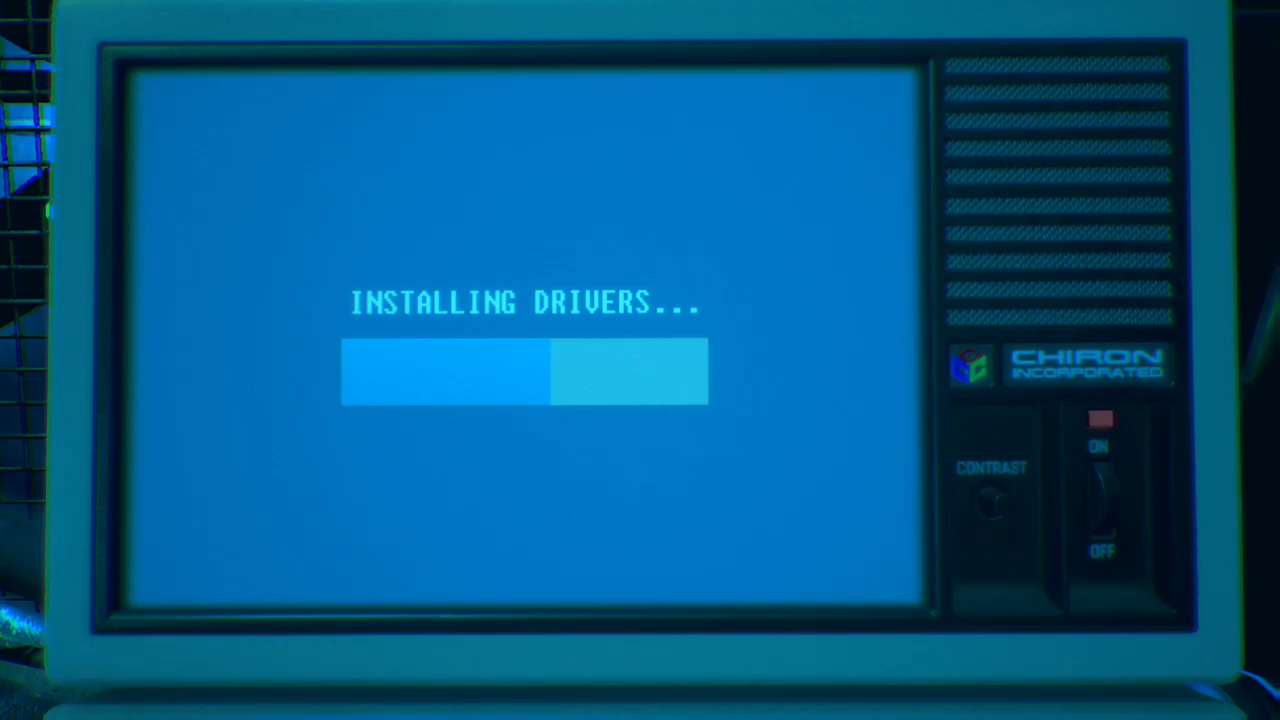 INSTALLING DRIVERS...
CHIRON
INCORPORATED
CONTRAST
ON
OFF